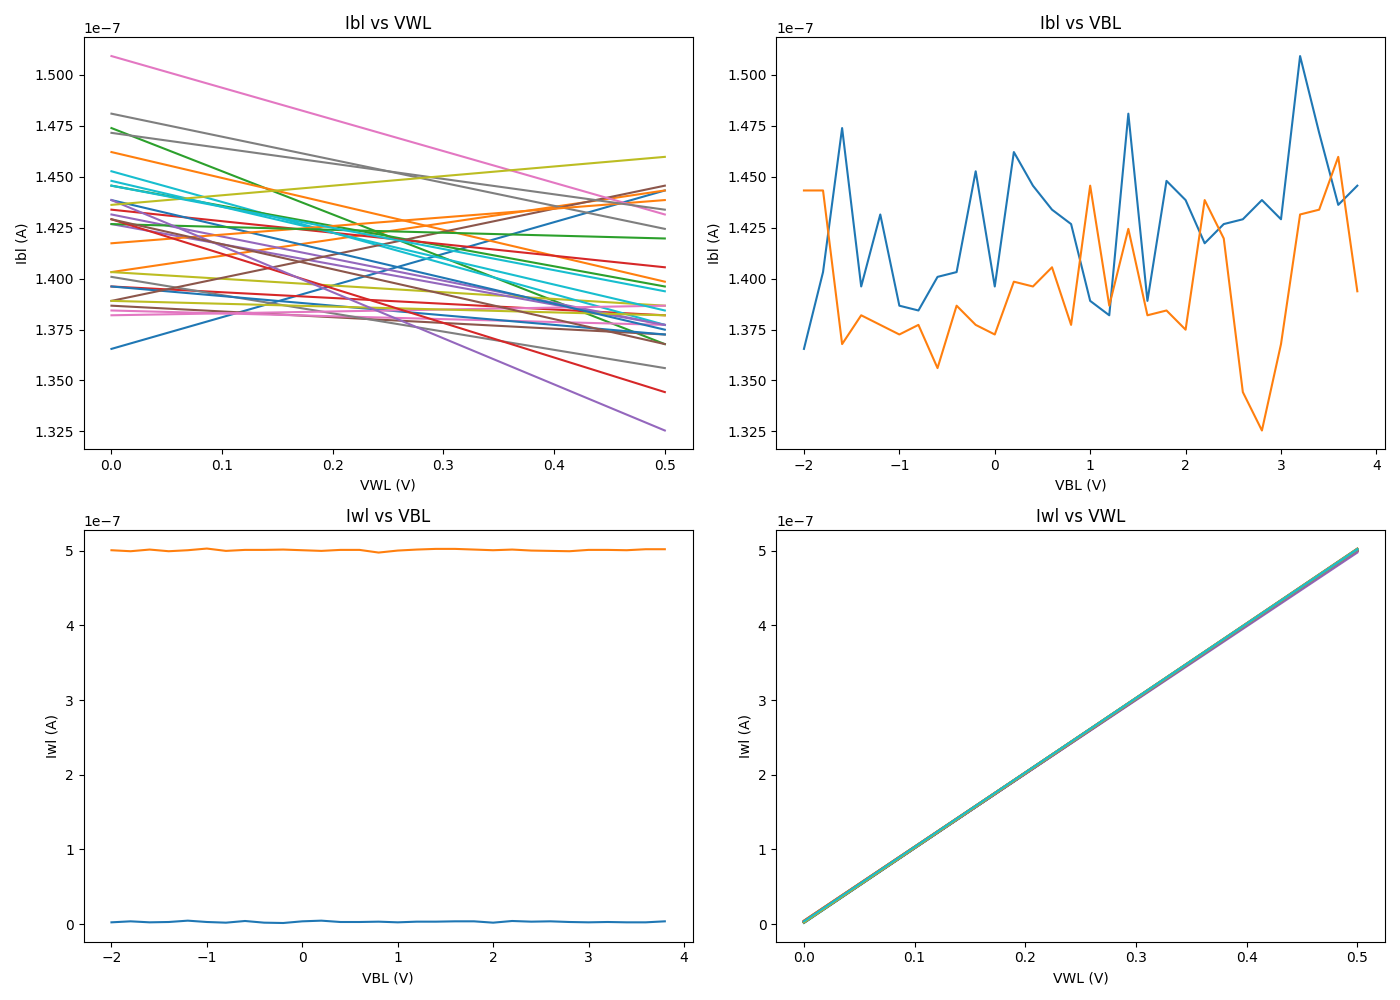 Ibl vs VWL
1e−7
Ibl (A)
1.500
1.475
1.450
1.425
1.400
1.375
1.350
1.325
0.0 0.1 0.2 0.3 0.4 0.5
VWL (V)
Ibl vs VBL
1e−7
Ibl (A)
1.500
1.475
1.450
1.425
1.400
1.375
1.350
1.325
−2 −1 0 1 2 3 4
VBL (V)
Iwl vs VBL
1e−7
Iwl (A)
5
4
3
2
1
0
−2 −1 0 1 2 3 4
VBL (V)
Iwl vs VWL
1e−7
Iwl (A)
5
4
3
2
1
0
0.0 0.1 0.2 0.3 0.4 0.5
VWL (V)